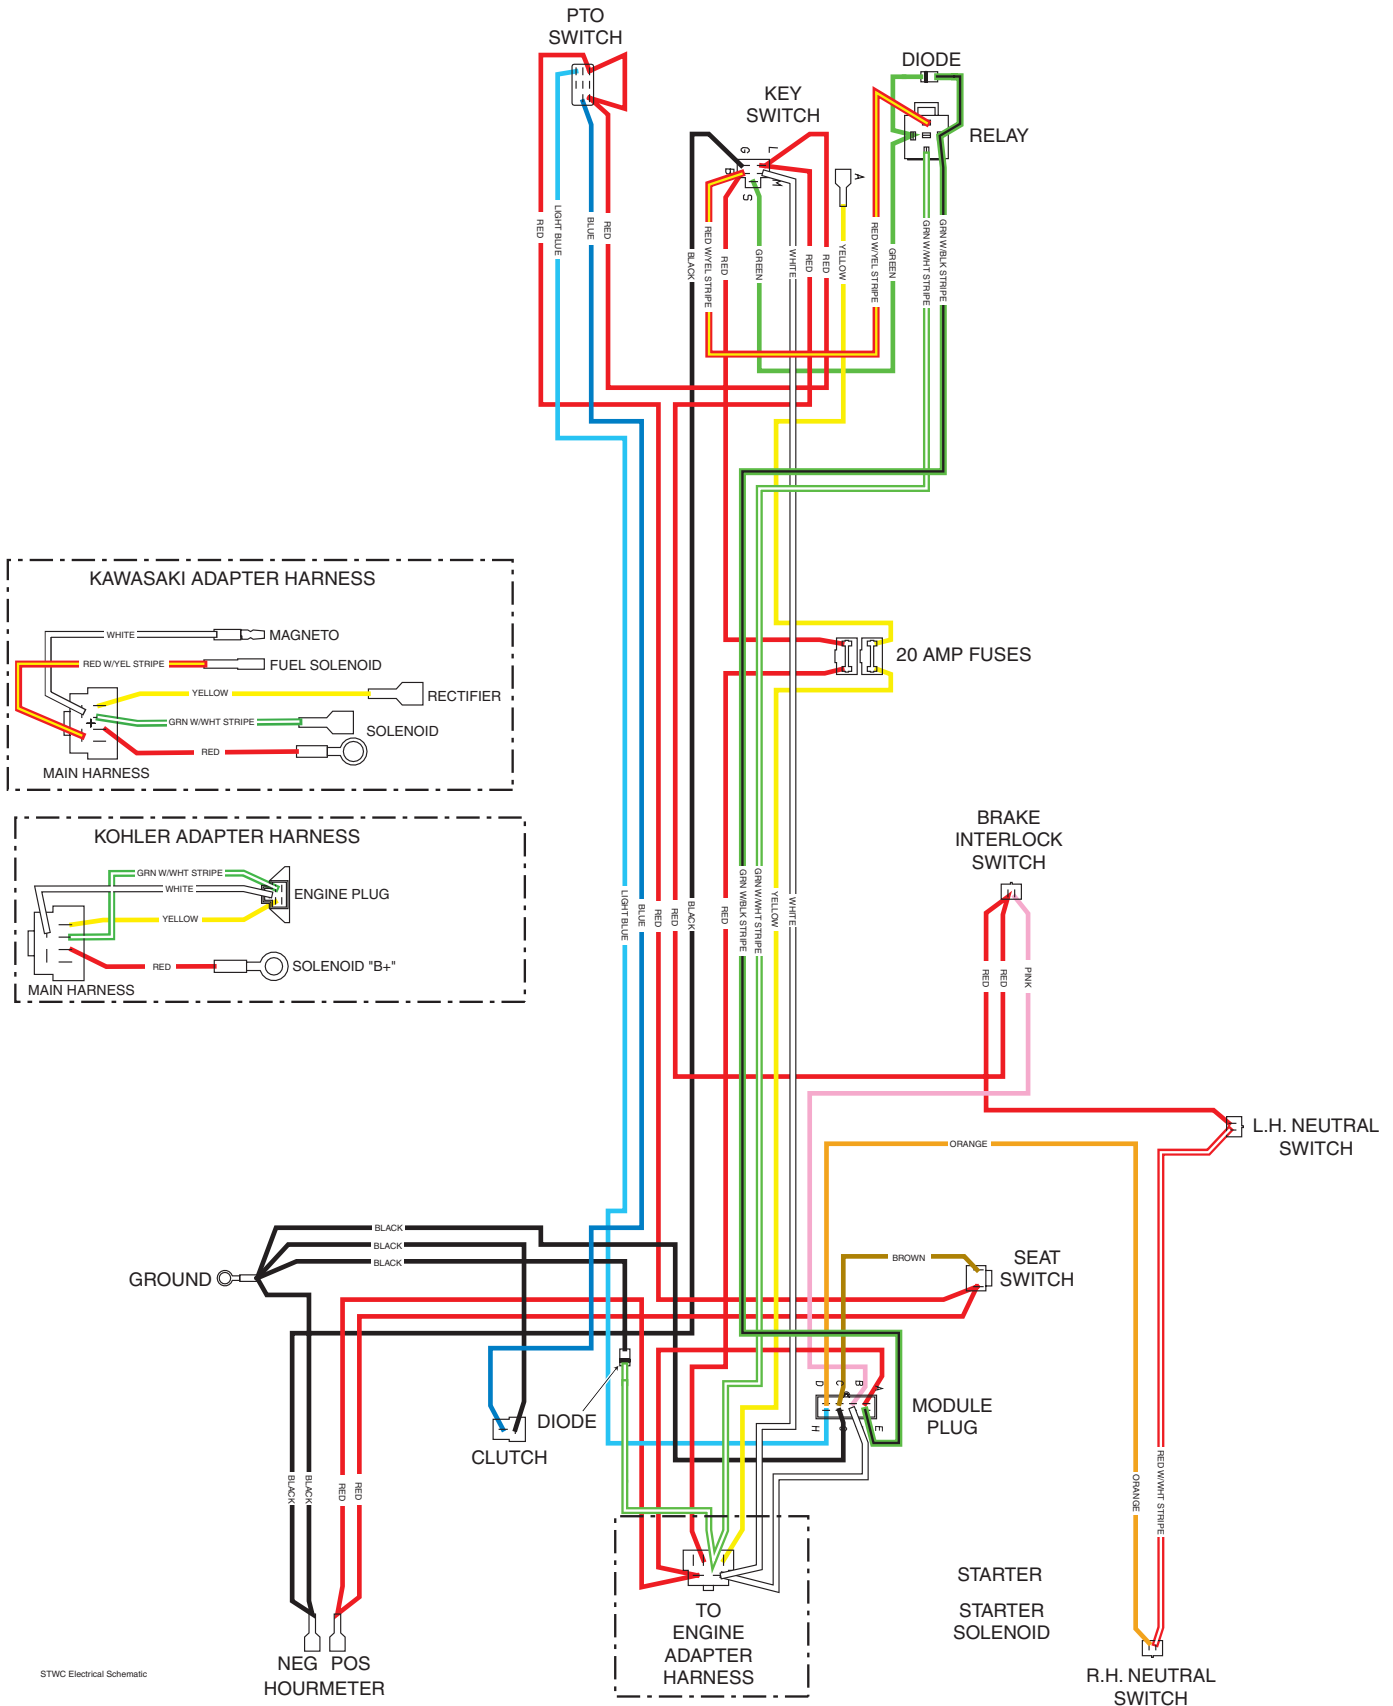 PTO
SWITCH
DIODE
KEY
SWITCH
RELAY
G
L
B
M
S
A
RED
LIGHT BLUE
BLUE
RED
BLACK
RED W/YEL STRIPE
RED
GREEN
WHITE
RED
RED
YELLOW
RED W/YEL STRIPE
GREEN
GRN W/WHT STRIPE
GRN W/BLK STRIPE
KAWASAKI ADAPTER HARNESS
WHITE
MAGNETO
RED W/YEL STRIPE
FUEL SOLENOID
YELLOW
RECTIFIER
GRN W/WHT STRIPE
SOLENOID
RED
MAIN HARNESS
20 AMP FUSES
KOHLER ADAPTER HARNESS
GRN W/WHT STRIPE
WHITE
ENGINE PLUG
YELLOW
RED
SOLENOID "B+"
MAIN HARNESS
BRAKE
INTERLOCK
SWITCH
LIGHT BLUE
BLUE
RED
RED
BLACK
RED
GRN W/BLK STRIPE
GRN W/WHT STRIPE
YELLOW
WHITE
RED
RED
PINK
L.H. NEUTRAL
SWITCH
ORANGE
BLACK
BLACK
BLACK
GROUND
BROWN
SEAT
SWITCH
D
C
B
A
H
G
E
MODULE
PLUG
DIODE
CLUTCH
BLACK
BLACK
RED
RED
ORANGE
RED W/WHT STRIPE
STARTER
STARTER
SOLENOID
TO
ENGINE
ADAPTER
HARNESS
NEG POS
HOURMETER
R.H. NEUTRAL
SWITCH
STWC Electrical Schematic